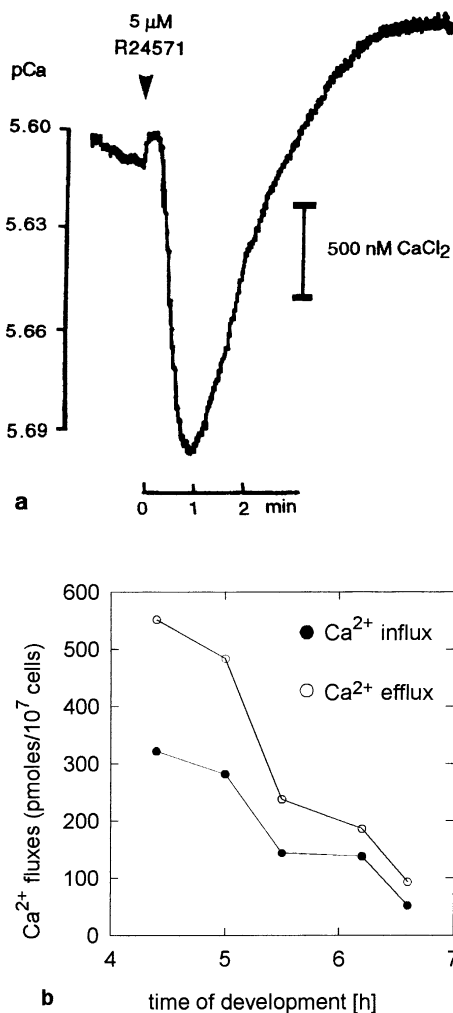 5 µM
R24571
pCa
5.60
5.63
500 nM CaCl₂
5.66
5.69
a
0 1 2 min
600
Ca²⁺ influx
500
Ca²⁺ efflux
400
300
200
100
0
Ca²⁺ fluxes (pmoles/10⁷ cells)
4 5 6 7
b time of development [h]